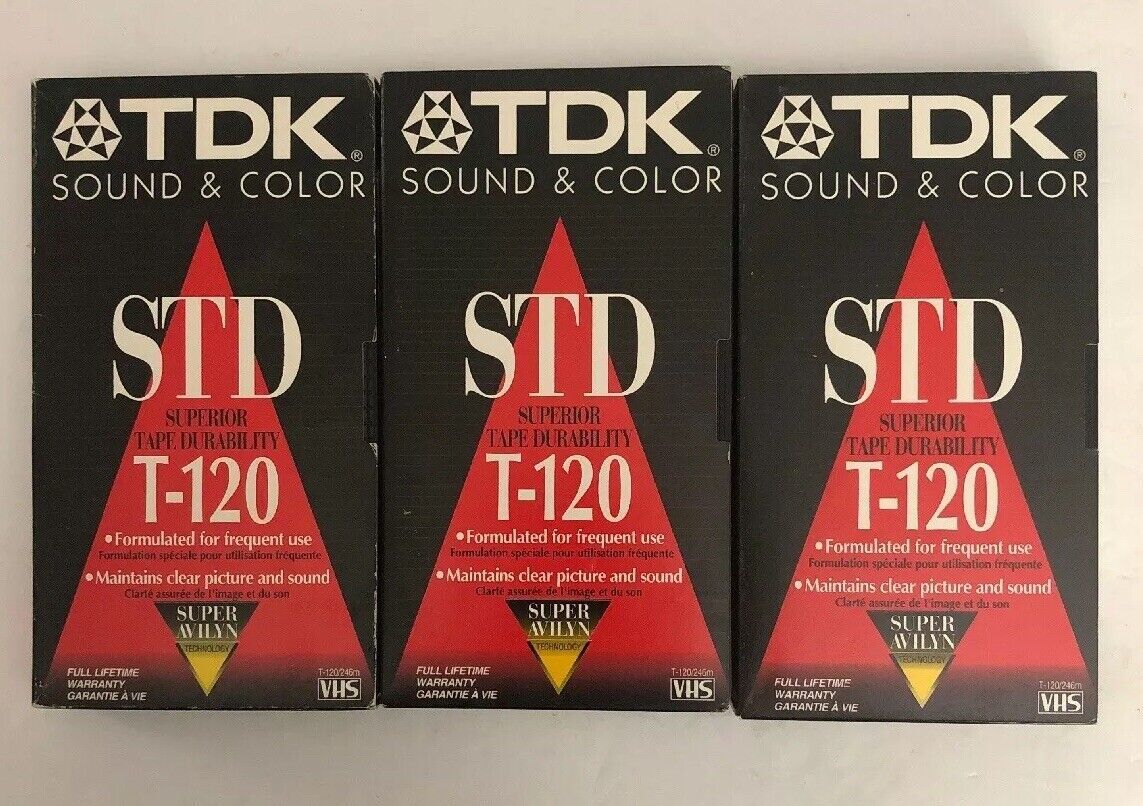 TDK®
SOUND & COLOR
STD
SUPERIOR
TAPE DURABILITY
T-120
• Formulated for frequent use
Formulation spéciale pour utilisation fréquente
• Maintains clear picture and sound
Clarté assurée de l'image et du son
SUPER
AVILYN
TECHNOLOGY
FULL LIFETIME
WARRANTY
GARANTIE À VIE
T-120/246m
VHS
TDK®
SOUND & COLOR
STD
SUPERIOR
TAPE DURABILITY
T-120
• Formulated for frequent use
Formulation spéciale pour utilisation fréquente
• Maintains clear picture and sound
Clarté assurée de l'image et du son
SUPER
AVILYN
TECHNOLOGY
FULL LIFETIME
WARRANTY
GARANTIE À VIE
T-120/246m
VHS
TDK®
SOUND & COLOR
STD
SUPERIOR
TAPE DURABILITY
T-120
• Formulated for frequent use
Formulation spéciale pour utilisation fréquente
• Maintains clear picture and sound
Clarté assurée de l'image et du son
SUPER
AVILYN
TECHNOLOGY
FULL LIFETIME
WARRANTY
GARANTIE À VIE
T-120/246m
VHS